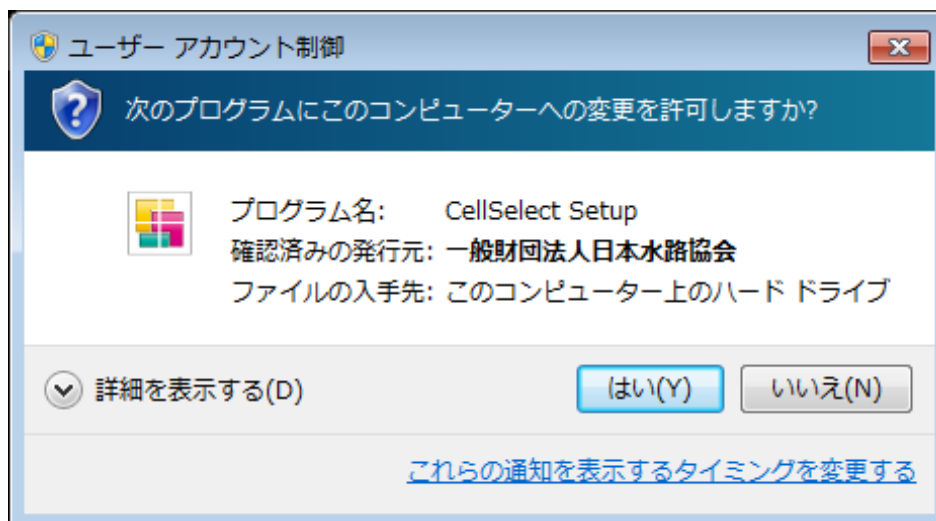 ユーザー アカウント制御
次のプログラムにこのコンピューターへの変更を許可しますか?
プログラム名: CellSelect Setup
確認済みの発行元: 一般財団法人日本水路協会
ファイルの入手先: このコンピューター上のハード ドライブ
詳細を表示する(D) はい(Y) いいえ(N)
これらの通知を表示するタイミングを変更する